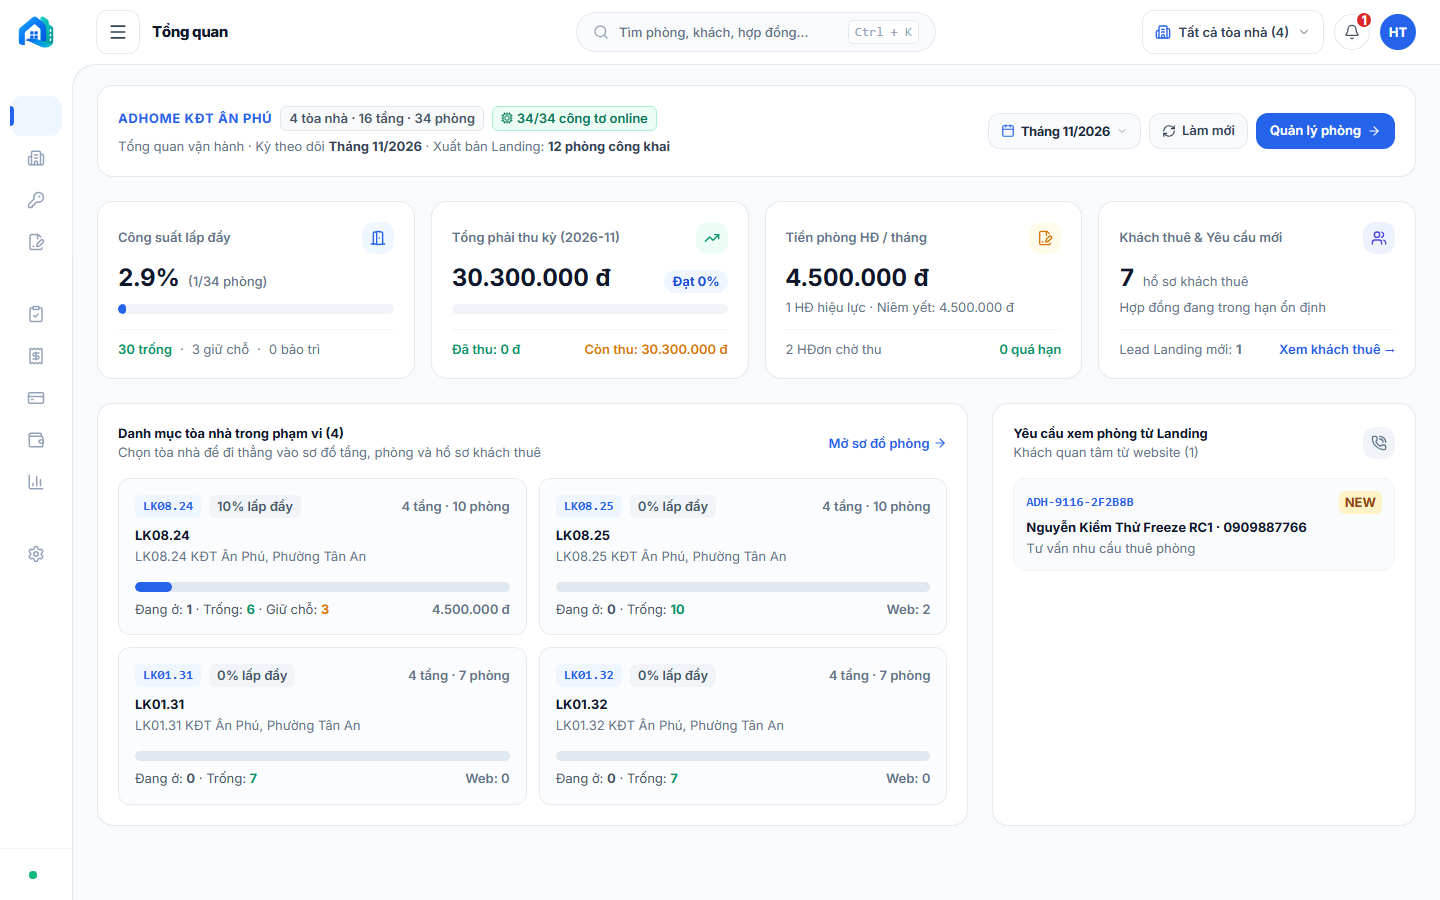 Tổng quan
Tìm phòng, khách, hợp đồng... Ctrl + K
Tất cả tòa nhà (4)
1
HT
ADHOME KĐT ÂN PHÚ
4 tòa nhà · 16 tầng · 34 phòng
34/34 công tơ online
Tổng quan vận hành · Kỳ theo dõi Tháng 11/2026 · Xuất bản Landing: 12 phòng công khai
Tháng 11/2026
Làm mới
Quản lý phòng →
Công suất lấp đầy
2.9% (1/34 phòng)
30 trống · 3 giữ chỗ · 0 bảo trì
Tổng phải thu kỳ (2026-11)
30.300.000 đ
Đạt 0%
Đã thu: 0 đ
Còn thu: 30.300.000 đ
Tiền phòng HĐ / tháng
4.500.000 đ
1 HĐ hiệu lực · Niêm yết: 4.500.000 đ
2 HĐơn chờ thu
0 quá hạn
Khách thuê & Yêu cầu mới
7 hồ sơ khách thuê
Hợp đồng đang trong hạn ổn định
Lead Landing mới: 1
Xem khách thuê →
Danh mục tòa nhà trong phạm vi (4)
Chọn tòa nhà để đi thẳng vào sơ đồ tầng, phòng và hồ sơ khách thuê
Mở sơ đồ phòng →
LK08.24 10% lấp đầy 4 tầng · 10 phòng
LK08.24
LK08.24 KĐT Ân Phú, Phường Tân An
Đang ở: 1 · Trống: 6 · Giữ chỗ: 3 4.500.000 đ
LK08.25 0% lấp đầy 4 tầng · 10 phòng
LK08.25
LK08.25 KĐT Ân Phú, Phường Tân An
Đang ở: 0 · Trống: 10 Web: 2
LK01.31 0% lấp đầy 4 tầng · 7 phòng
LK01.31
LK01.31 KĐT Ân Phú, Phường Tân An
Đang ở: 0 · Trống: 7 Web: 0
LK01.32 0% lấp đầy 4 tầng · 7 phòng
LK01.32
LK01.32 KĐT Ân Phú, Phường Tân An
Đang ở: 0 · Trống: 7 Web: 0
Yêu cầu xem phòng từ Landing
Khách quan tâm từ website (1)
ADH-9116-2F2B8B NEW
Nguyễn Kiểm Thử Freeze RC1 · 0909887766
Tư vấn nhu cầu thuê phòng